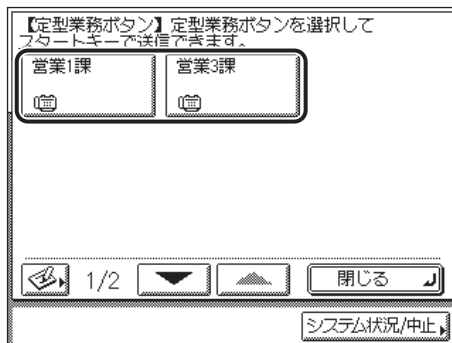 【定型業務ボタン】定型業務ボタンを選択して
スタートキーで送信できます。
営業1課 営業3課
1/2 閉じる
システム状況/中止